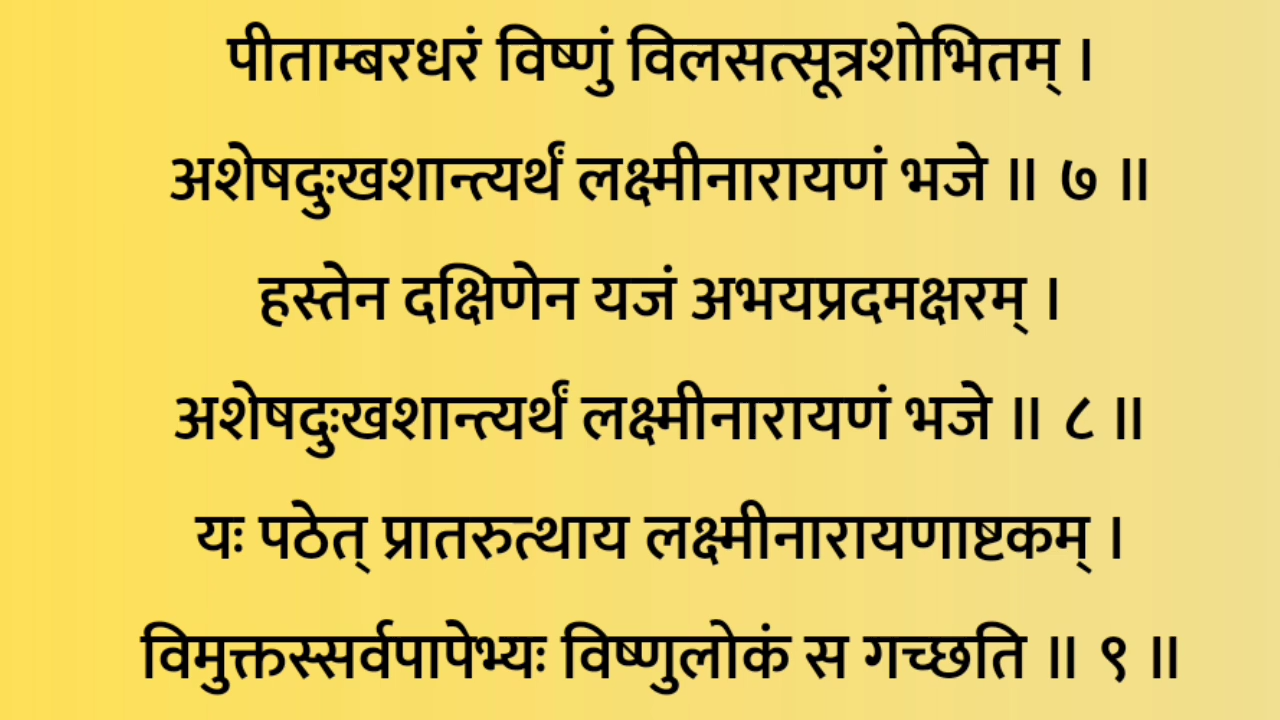 पीताम्बरधरं विष्णुं विलसत्सूत्रशोभितम् ।
अशेषदुःखशान्त्यर्थं लक्ष्मीनारायणं भजे ॥ ७ ॥
हस्तेन दक्षिणेन यजं अभयप्रदमक्षरम् ।
अशेषदुःखशान्त्यर्थं लक्ष्मीनारायणं भजे ॥ ८ ॥
यः पठेत् प्रातरुत्थाय लक्ष्मीनारायणाष्टकम् ।
विमुक्तस्सर्वपापेभ्यः विष्णुलोकं स गच्छति ॥ ९ ॥